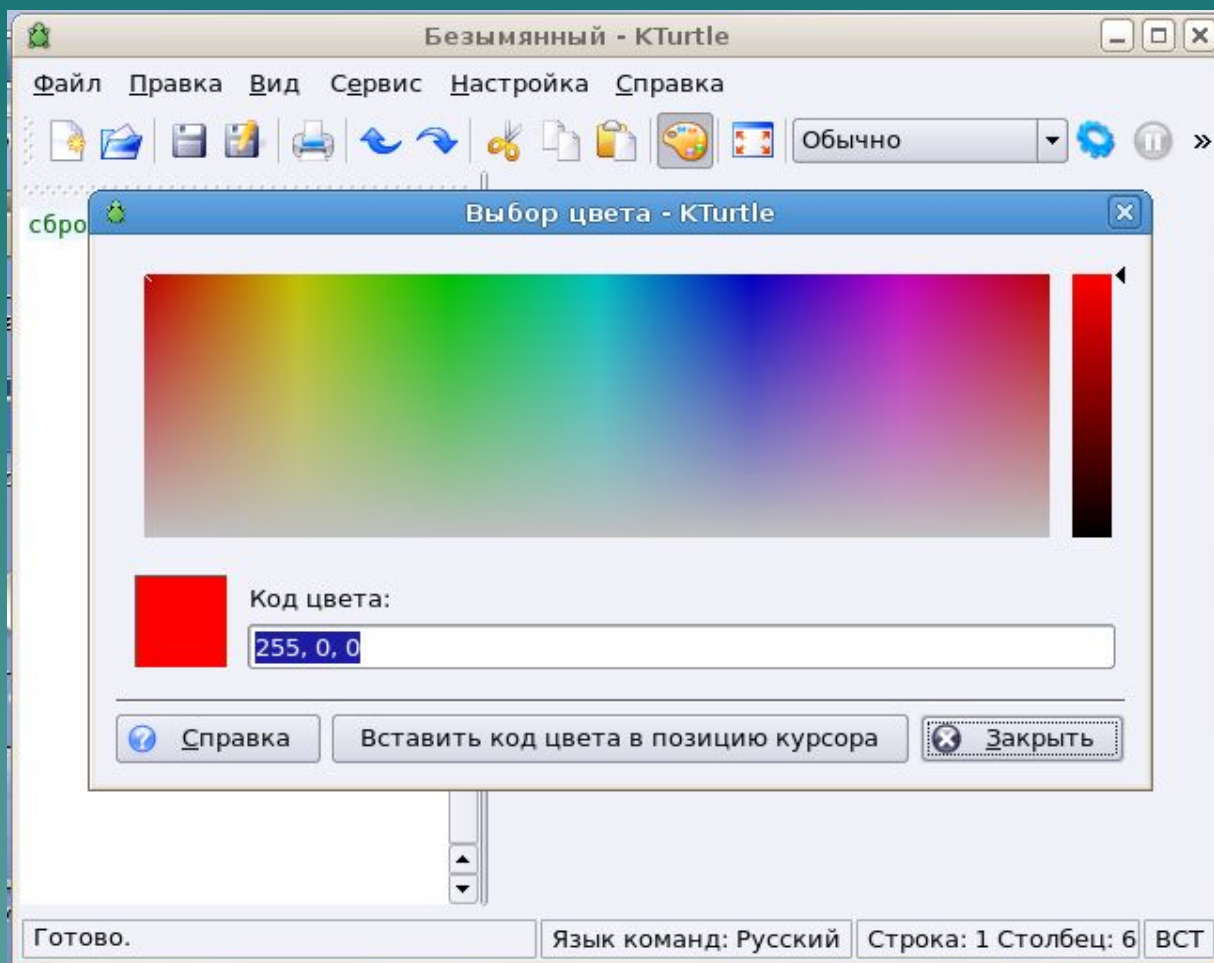 Безымянный - KTurtle
Файл Правка Вид Сервис Настройка Справка
Обычно
Выбор цвета - KTurtle
сбро
Код цвета:
255, 0, 0
Справка Вставить код цвета в позицию курсора Закрыть
Готово. Язык команд: Русский Строка: 1 Столбец: 6 ВСТ